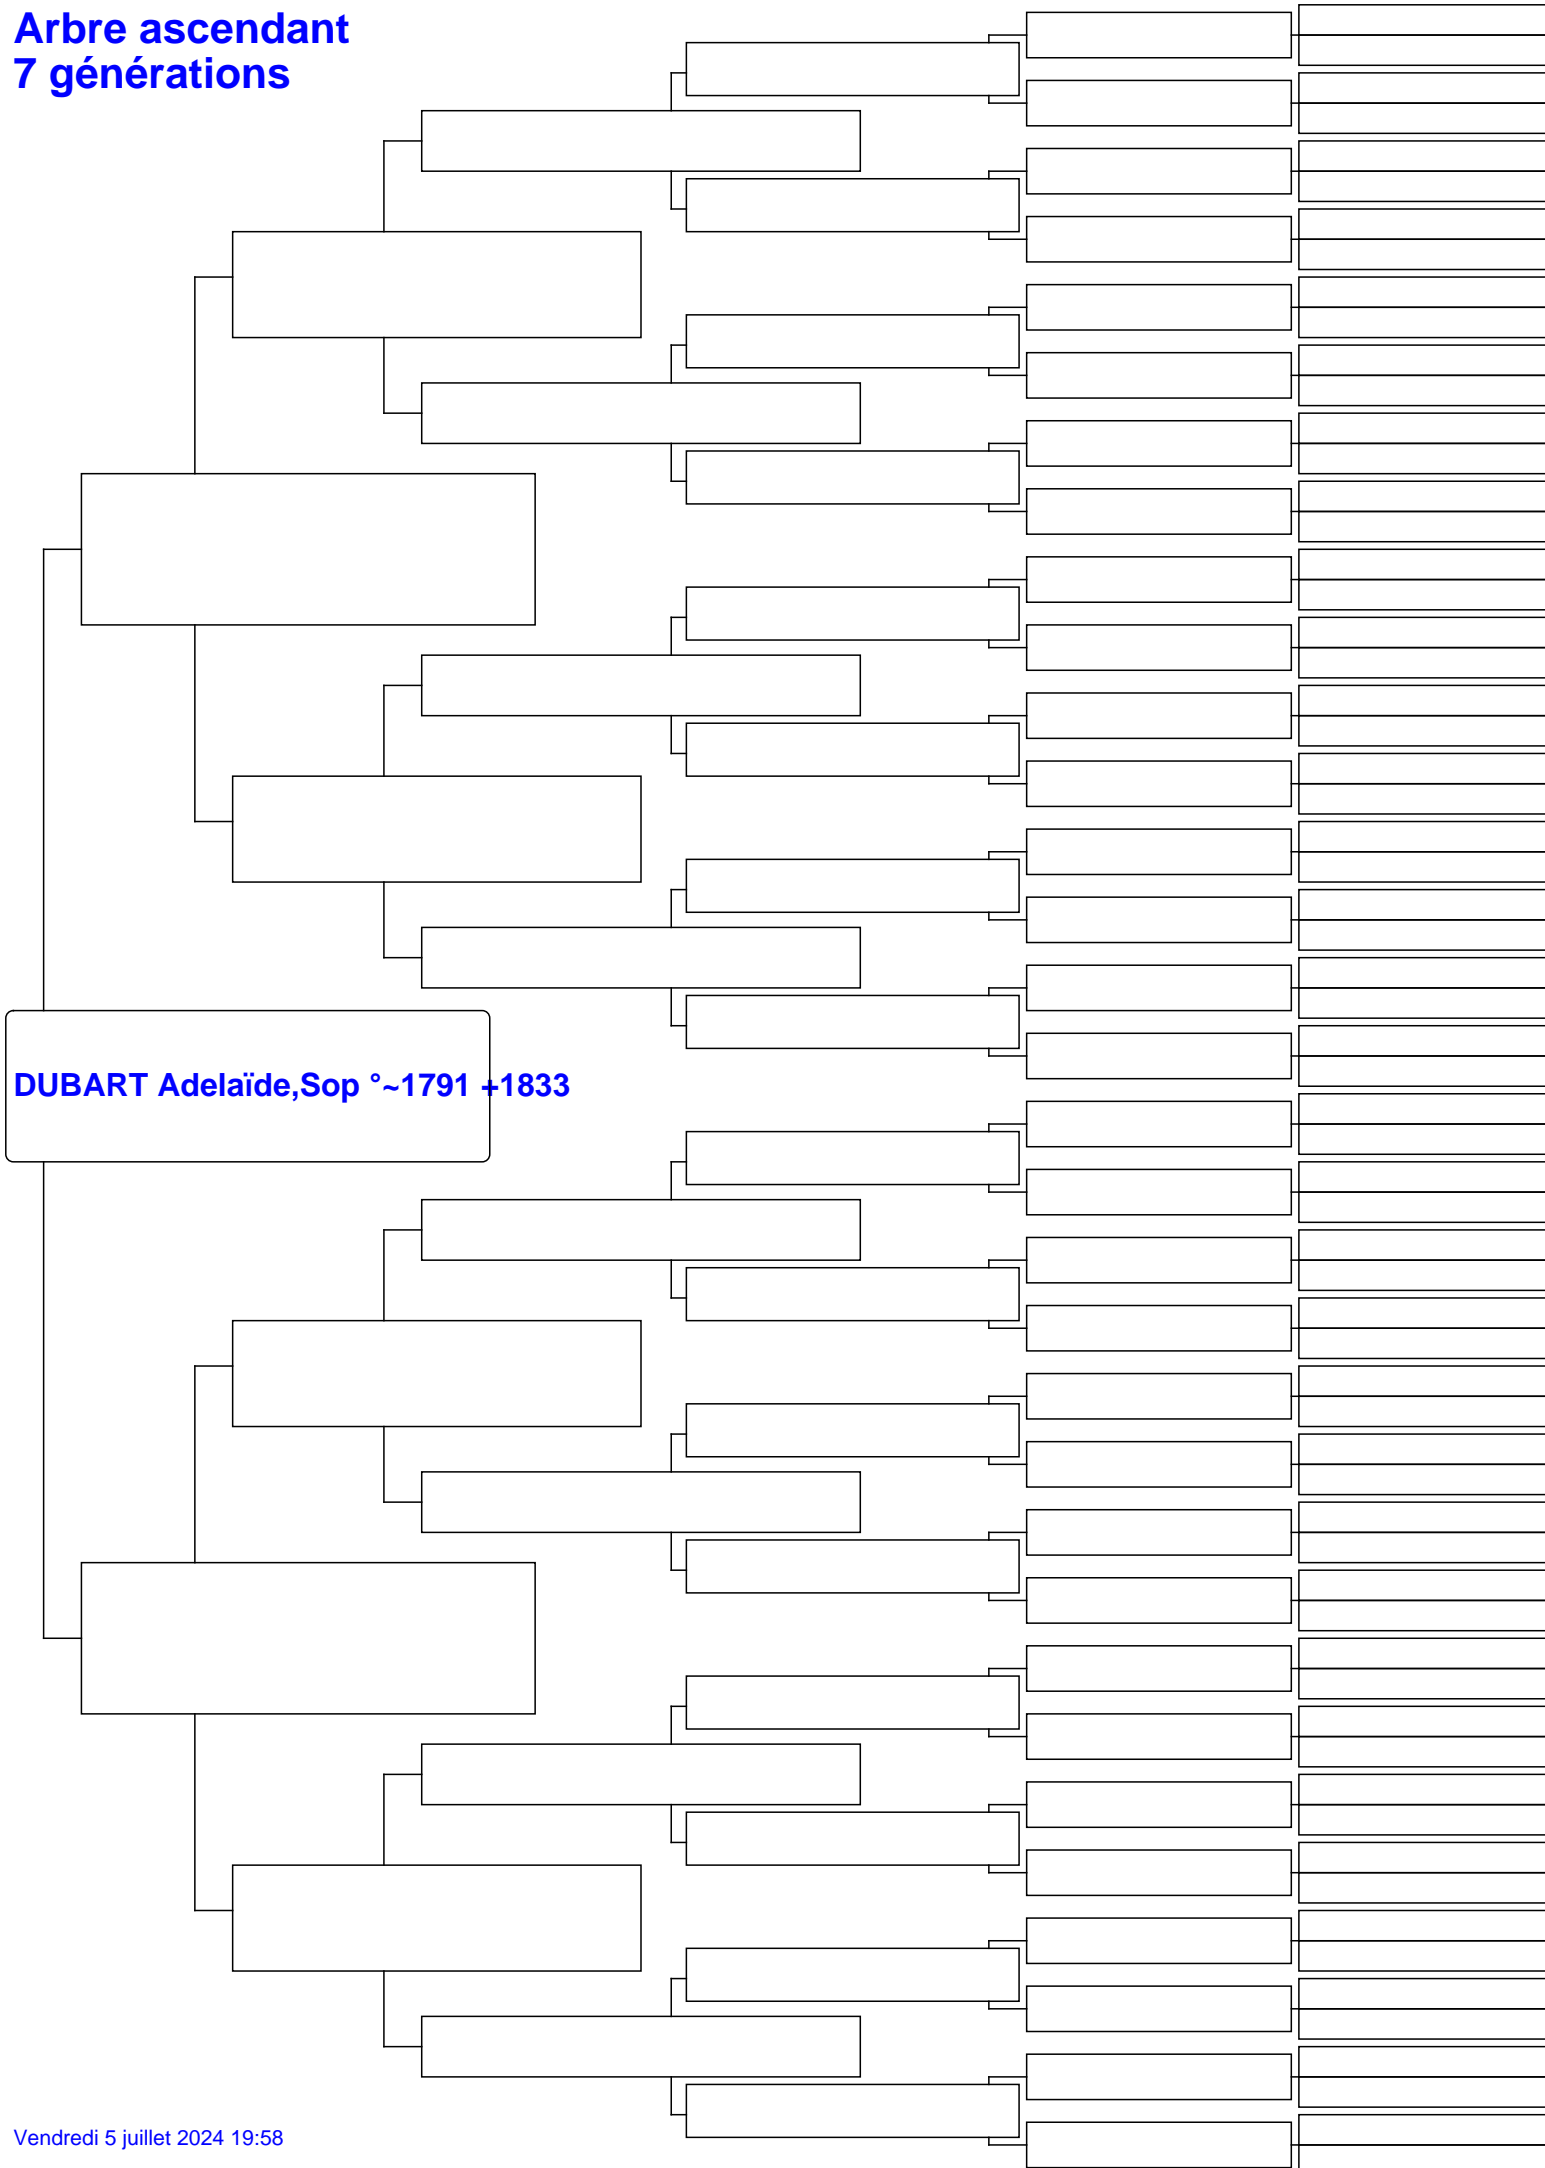 Arbre ascendant
7 générations
DUBART Adelaïde,Sop °~1791 +1833
Vendredi 5 juillet 2024 19:58